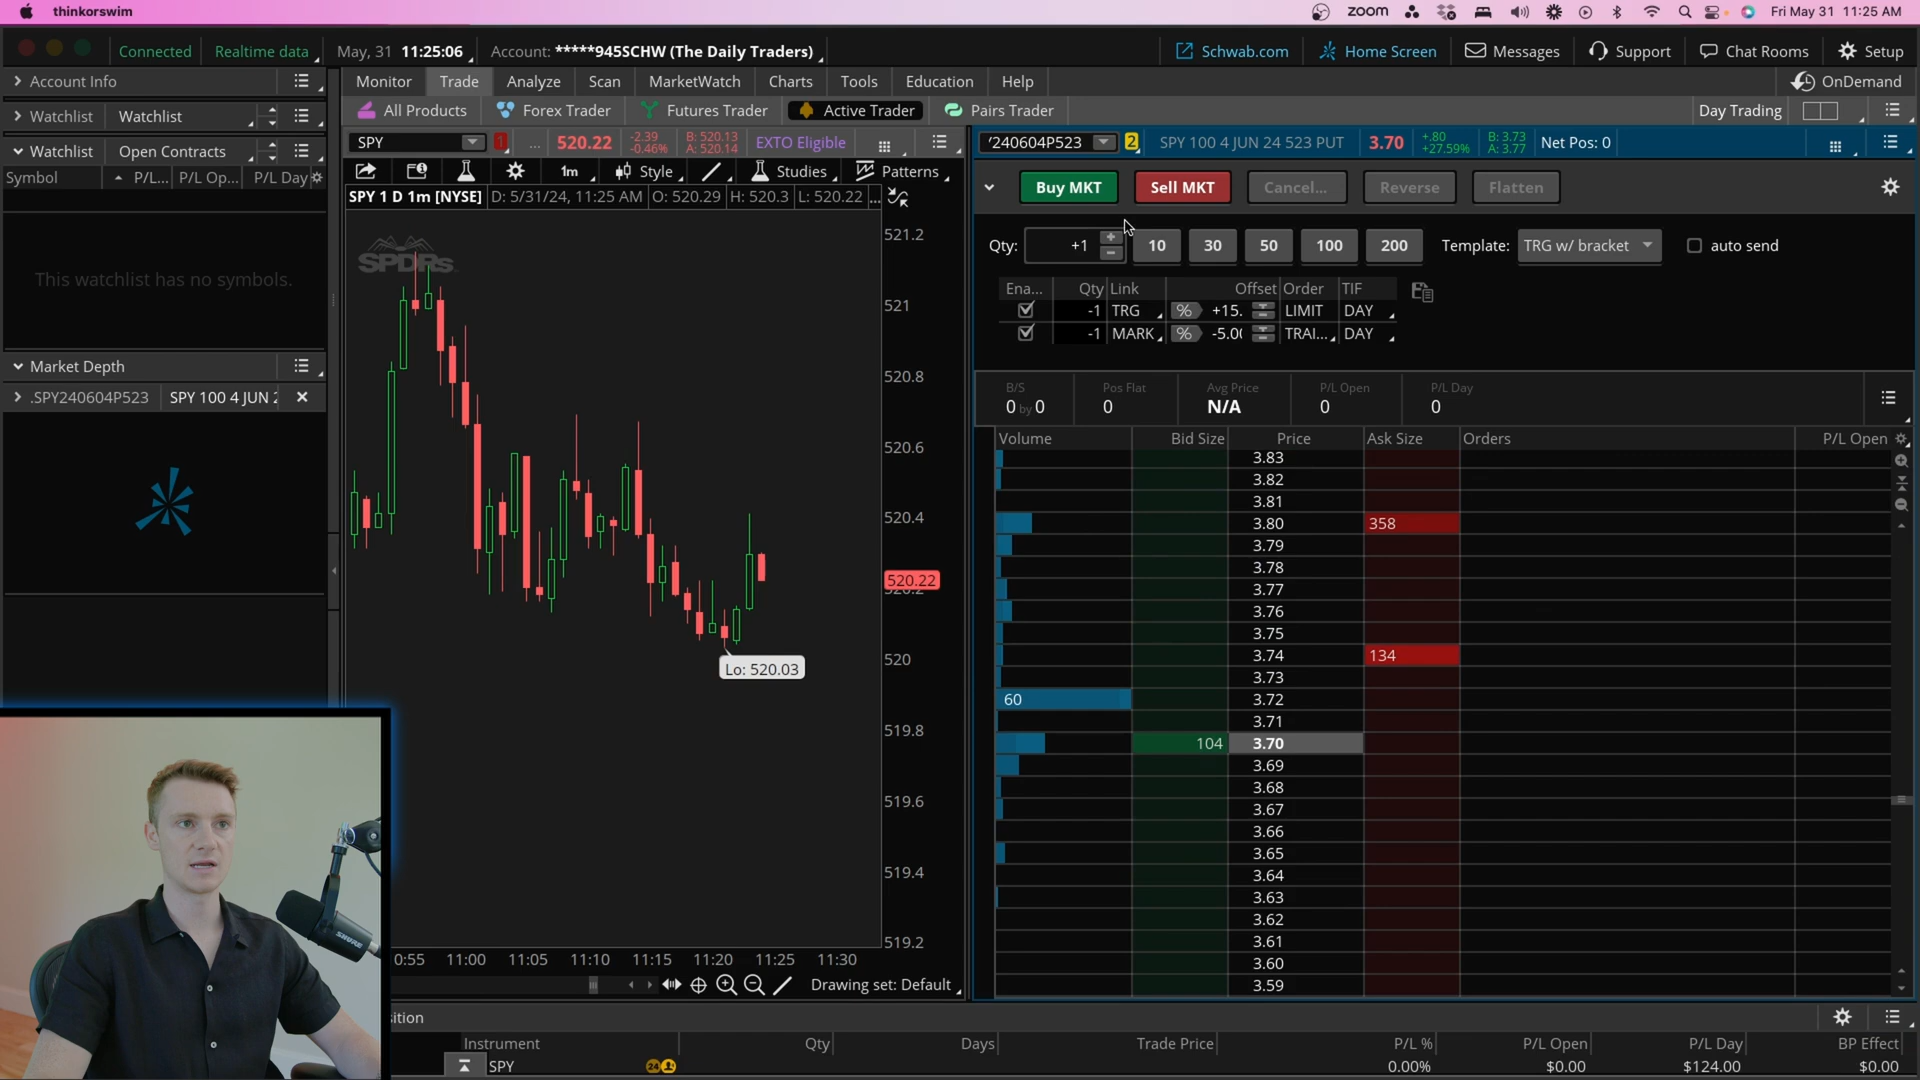 thinkorswim
zoom
Fri May 31 11:25 AM
Connected
Realtime data
May, 31 11:25:06
Account: *****945SCHW (The Daily Traders)
Schwab.com
Home Screen
Messages
Support
Chat Rooms
Setup
Account Info
Monitor
Trade
Analyze
Scan
MarketWatch
Charts
Tools
Education
Help
OnDemand
Watchlist
Watchlist
All Products
Forex Trader
Futures Trader
Active Trader
Pairs Trader
Day Trading
Watchlist
Open Contracts
Symbol
P/L...
P/L Op...
P/L Day
This watchlist has no symbols.
Market Depth
.SPY240604P523
SPY 100 4 JUN 2
SPY
1
...
520.22
-2.39
-0.46%
B: 520.13
A: 520.14
EXTO Eligible
1m
Style
Studies
Patterns
SPY 1 D 1m [NYSE]
D: 5/31/24, 11:25 AM
O: 520.29
H: 520.3
L: 520.22
...
SPDRs
521.2
521
520.8
520.6
520.4
520.22
520.2
520
519.8
519.6
519.4
519.2
Lo: 520.03
0:55
11:00
11:05
11:10
11:15
11:20
11:25
11:30
Drawing set: Default
240604P523
2
SPY 100 4 JUN 24 523 PUT
3.70
+.80
+27.59%
B: 3.73
A: 3.77
Net Pos: 0
Buy MKT
Sell MKT
Cancel...
Reverse
Flatten
Qty:
+1
10
30
50
100
200
Template:
TRG w/ bracket
auto send
Ena...
Qty
Link
Offset
Order
TIF
-1
TRG
%
+15.
LIMIT
DAY
-1
MARK
%
-5.00
TRAI...
DAY
B/S
0 by 0
Pos Flat
0
Avg Price
N/A
P/L Open
0
P/L Day
0
Volume
Bid Size
Price
Ask Size
Orders
P/L Open
3.83
3.82
3.81
3.80
358
3.79
3.78
3.77
3.76
3.75
3.74
134
3.73
60
3.72
3.71
104
3.70
3.69
3.68
3.67
3.66
3.65
3.64
3.63
3.62
3.61
3.60
3.59
SHURE
ition
Instrument
Qty
Days
Trade Price
P/L %
P/L Open
P/L Day
BP Effect
SPY
24
0.00%
$0.00
$124.00
$0.00